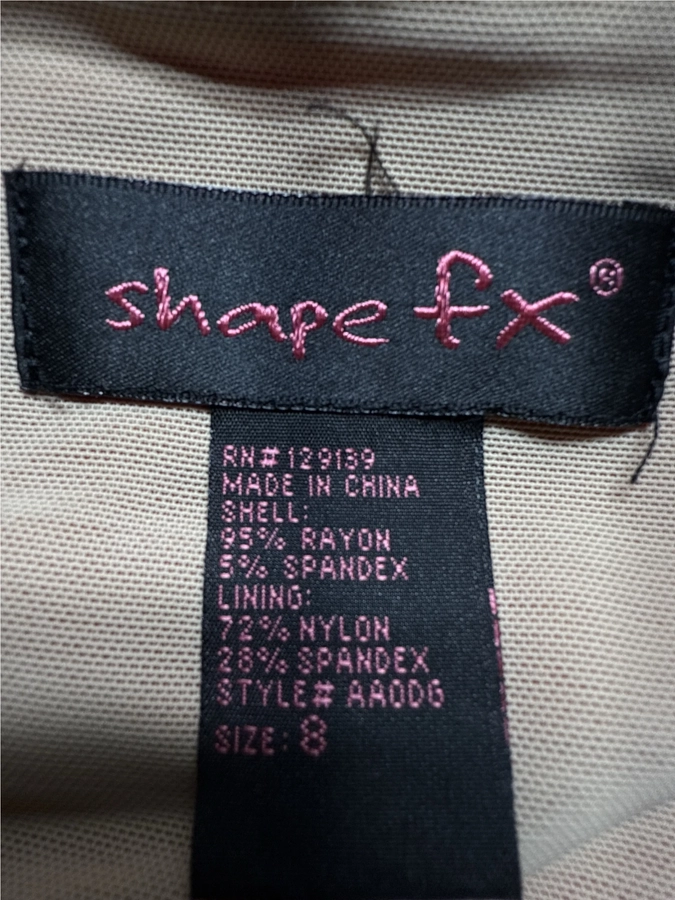 shape fx®
RN# 129139
MADE IN CHINA
SHELL:
95% RAYON
5% SPANDEX
LINING:
72% NYLON
28% SPANDEX
STYLE# AA0DG
SIZE: 8